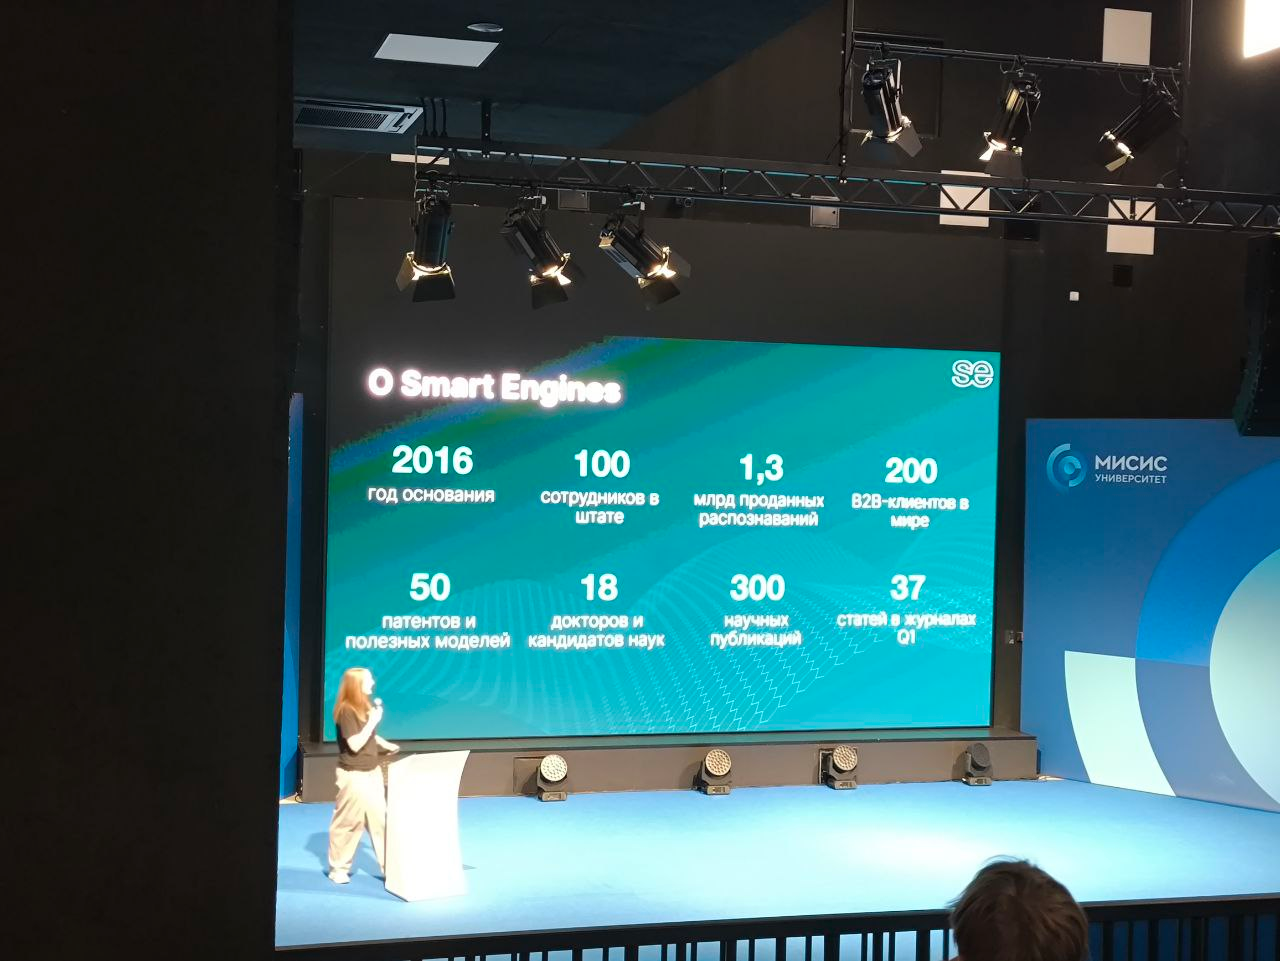 О Smart Engines
se
2016
год основания
100
сотрудников в
штате
1,3
млрд проданных
распознаваний
200
B2B-клиентов в
мире
50
патентов и
полезных моделей
18
докторов и
кандидатов наук
300
научных
публикаций
37
статей в журналах
Q1
МИСИС
УНИВЕРСИТЕТ